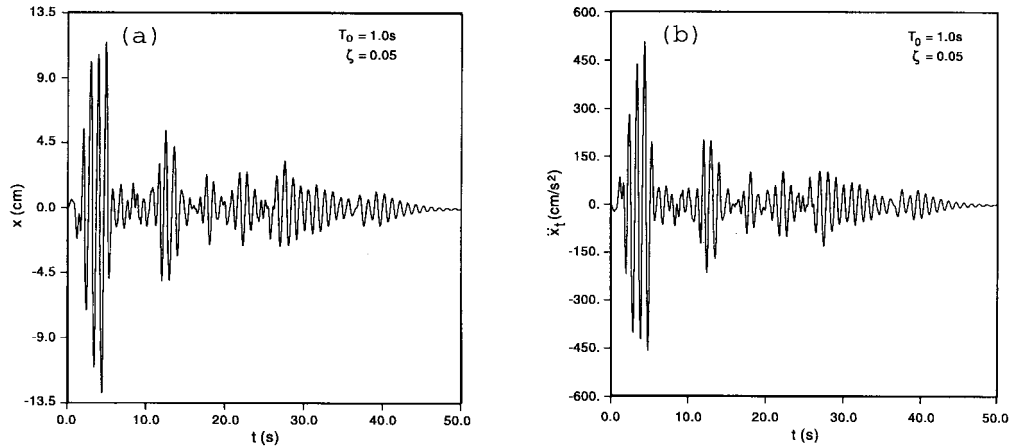 (a)
T₀ = 1.0s
ζ = 0.05
13.5
9.0
4.5
0.0
-4.5
-9.0
-13.5
x (cm)
0.0 10.0 20.0 30.0 40.0 50.0
t (s)
(b)
T₀ = 1.0s
ζ = 0.05
600.
450.
300.
150.
0.
-150.
-300.
-450.
-600.
ẍₜ (cm/s²)
0.0 10.0 20.0 30.0 40.0 50.0
t (s)